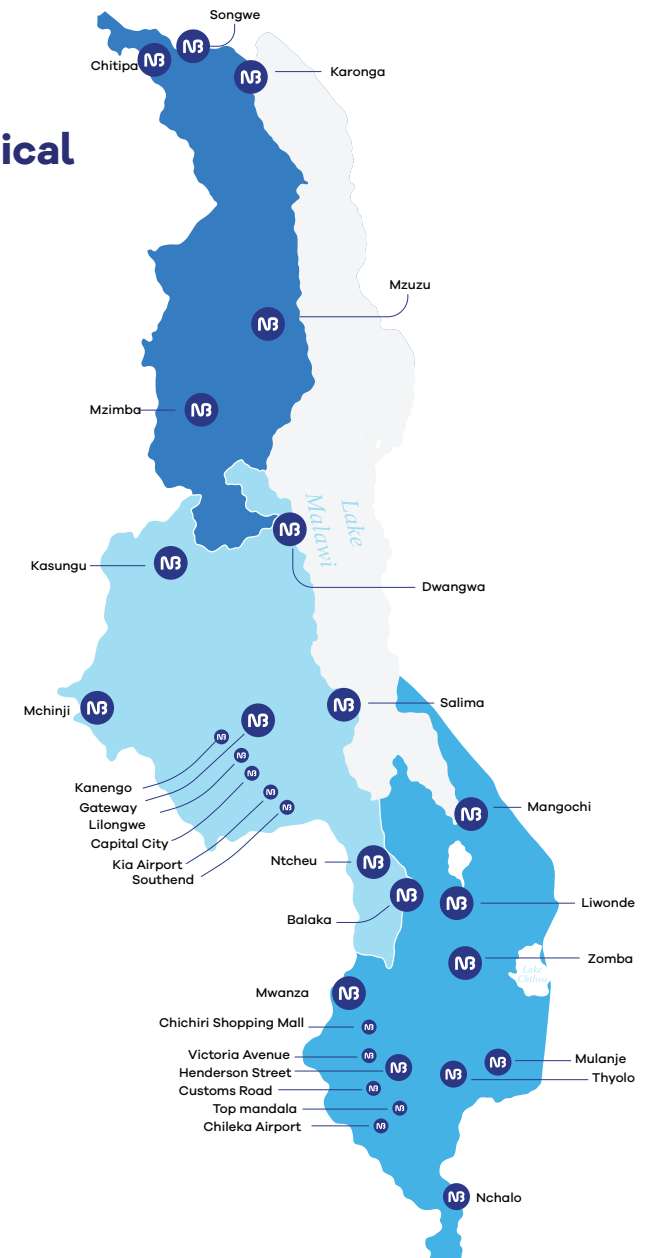 Songwe
Chitipa
Karonga
ical
Mzuzu
Mzimba
Lake
Malawi
Kasungu
Dwangwa
Mchinji
Salima
Kanengo
Gateway
Lilongwe
Capital City
Kia Airport
Southend
Mangochi
Ntcheu
Balaka
Liwonde
Zomba
Lake
Chilwa
Mwanza
Chichiri Shopping Mall
Victoria Avenue
Henderson Street
Customs Road
Top mandala
Chileka Airport
Mulanje
Thyolo
Nchalo